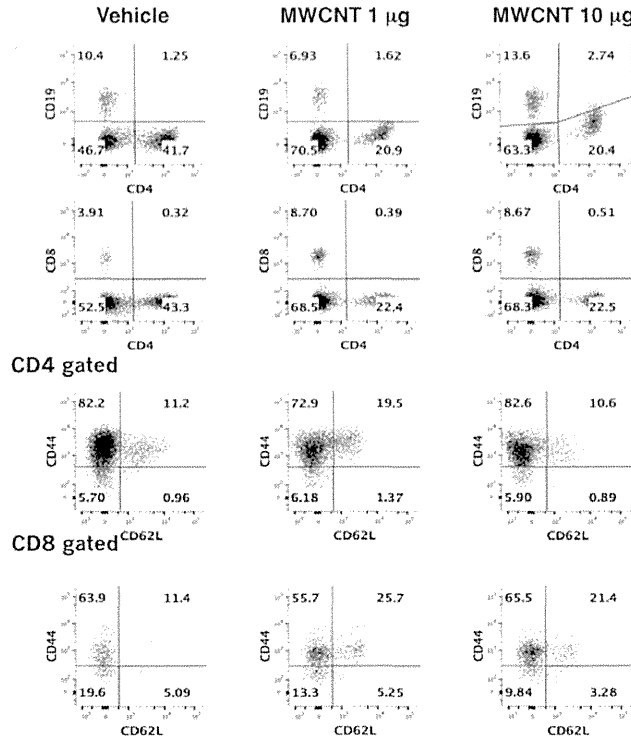 Vehicle MWCNT 1 μg MWCNT 10 μg
10.4 1.25 6.93 1.62 13.6 2.74
CD19 CD19 CD19
46.7 41.7 70.5 20.9 63.3 20.4
CD4 CD4 CD4
3.91 0.32 8.70 0.39 8.67 0.51
CD8 CD8 CD8
52.5 43.3 68.5 22.4 68.3 22.5
CD4 CD4 CD4
CD4 gated
82.2 11.2 72.9 19.5 82.6 10.6
CD44 CD44 CD44
5.70 0.96 6.18 1.37 5.90 0.89
CD62L CD62L CD62L
CD8 gated
63.9 11.4 55.7 25.7 65.5 21.4
CD44 CD44 CD44
19.6 5.09 13.3 5.25 9.84 3.28
CD62L CD62L CD62L